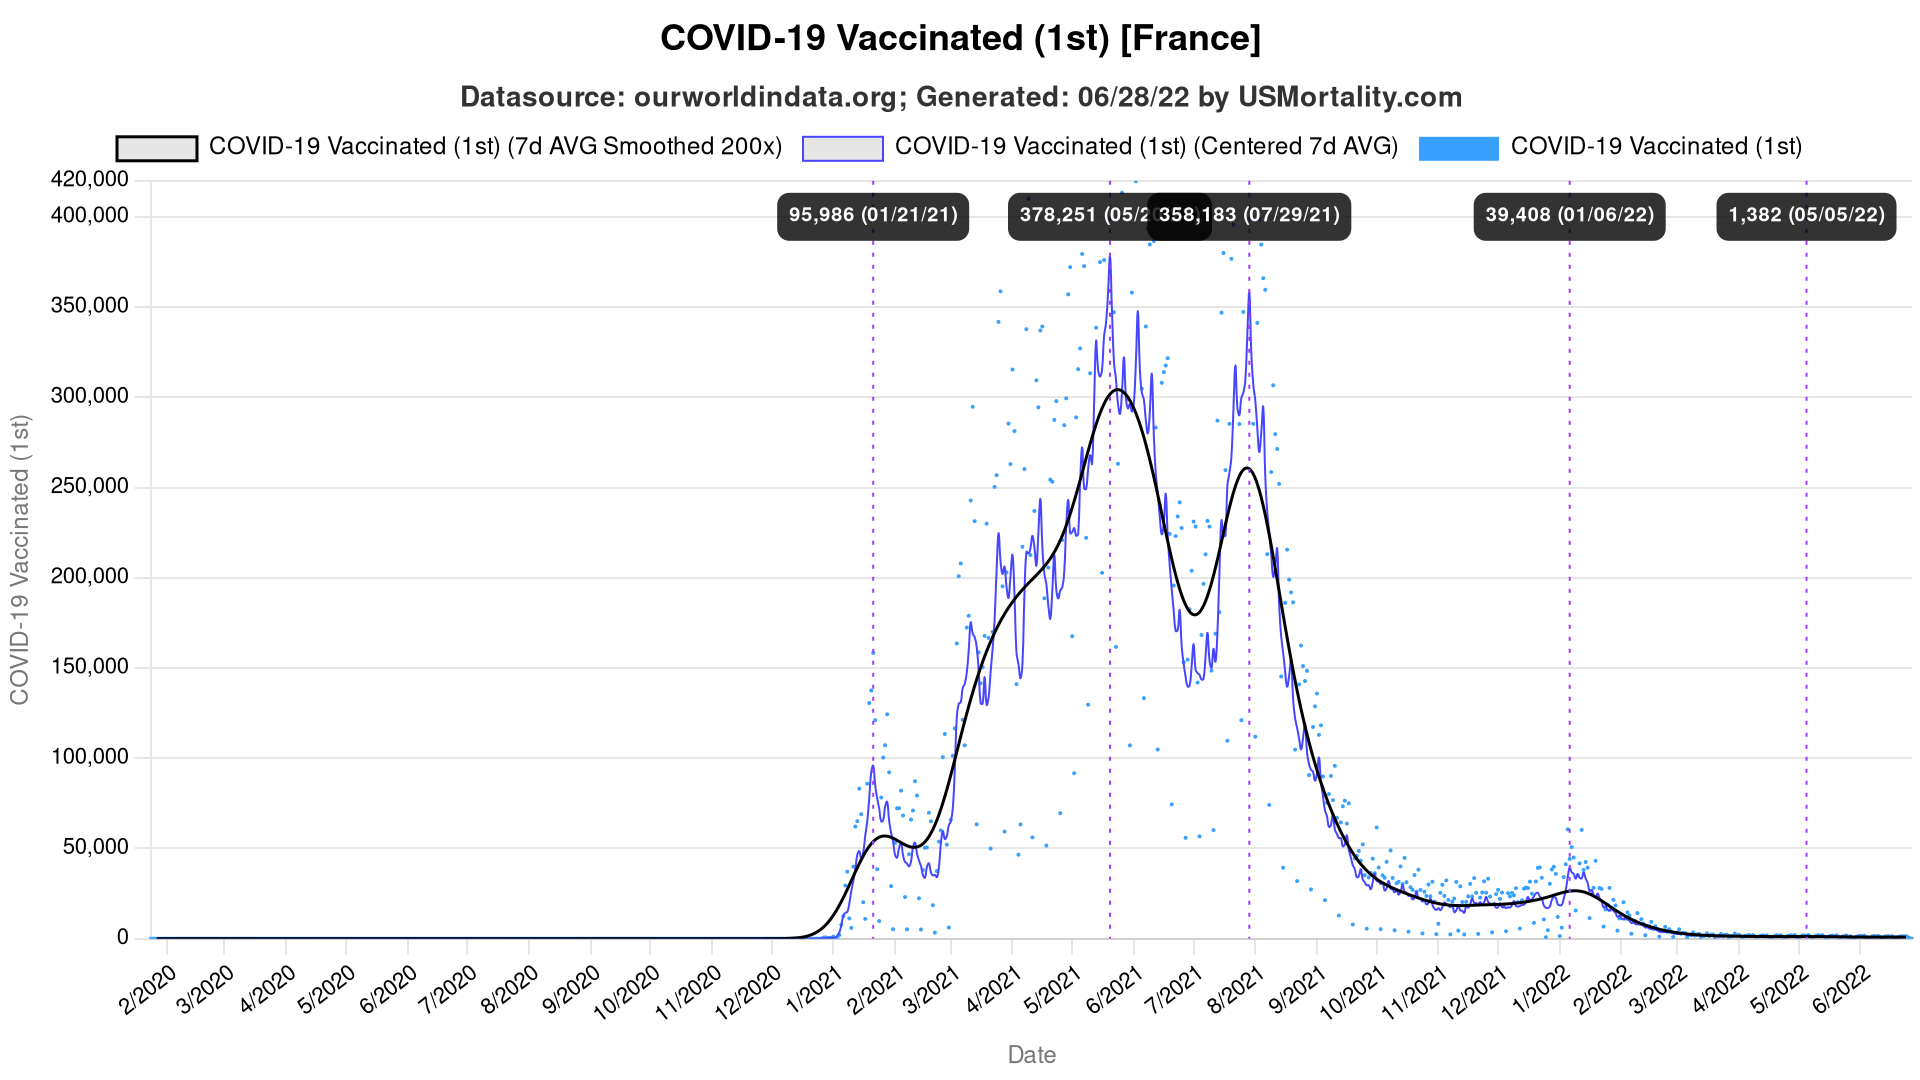 COVID-19 Vaccinated (1st) [France]
Datasource: ourworldindata.org; Generated: 06/28/22 by USMortality.com
COVID-19 Vaccinated (1st) (7d AVG Smoothed 200x) COVID-19 Vaccinated (1st) (Centered 7d AVG) COVID-19 Vaccinated (1st)
95,986 (01/21/21) 378,251 (05/2 358,183 (07/29/21) 39,408 (01/06/22) 1,382 (05/05/22)
COVID-19 Vaccinated (1st)
420,000
400,000
350,000
300,000
250,000
200,000
150,000
100,000
50,000
0
2/2020 3/2020 4/2020 5/2020 6/2020 7/2020 8/2020 9/2020 10/2020 11/2020 12/2020 1/2021 2/2021 3/2021 4/2021 5/2021 6/2021 7/2021 8/2021 9/2021 10/2021 11/2021 12/2021 1/2022 2/2022 3/2022 4/2022 5/2022 6/2022
Date